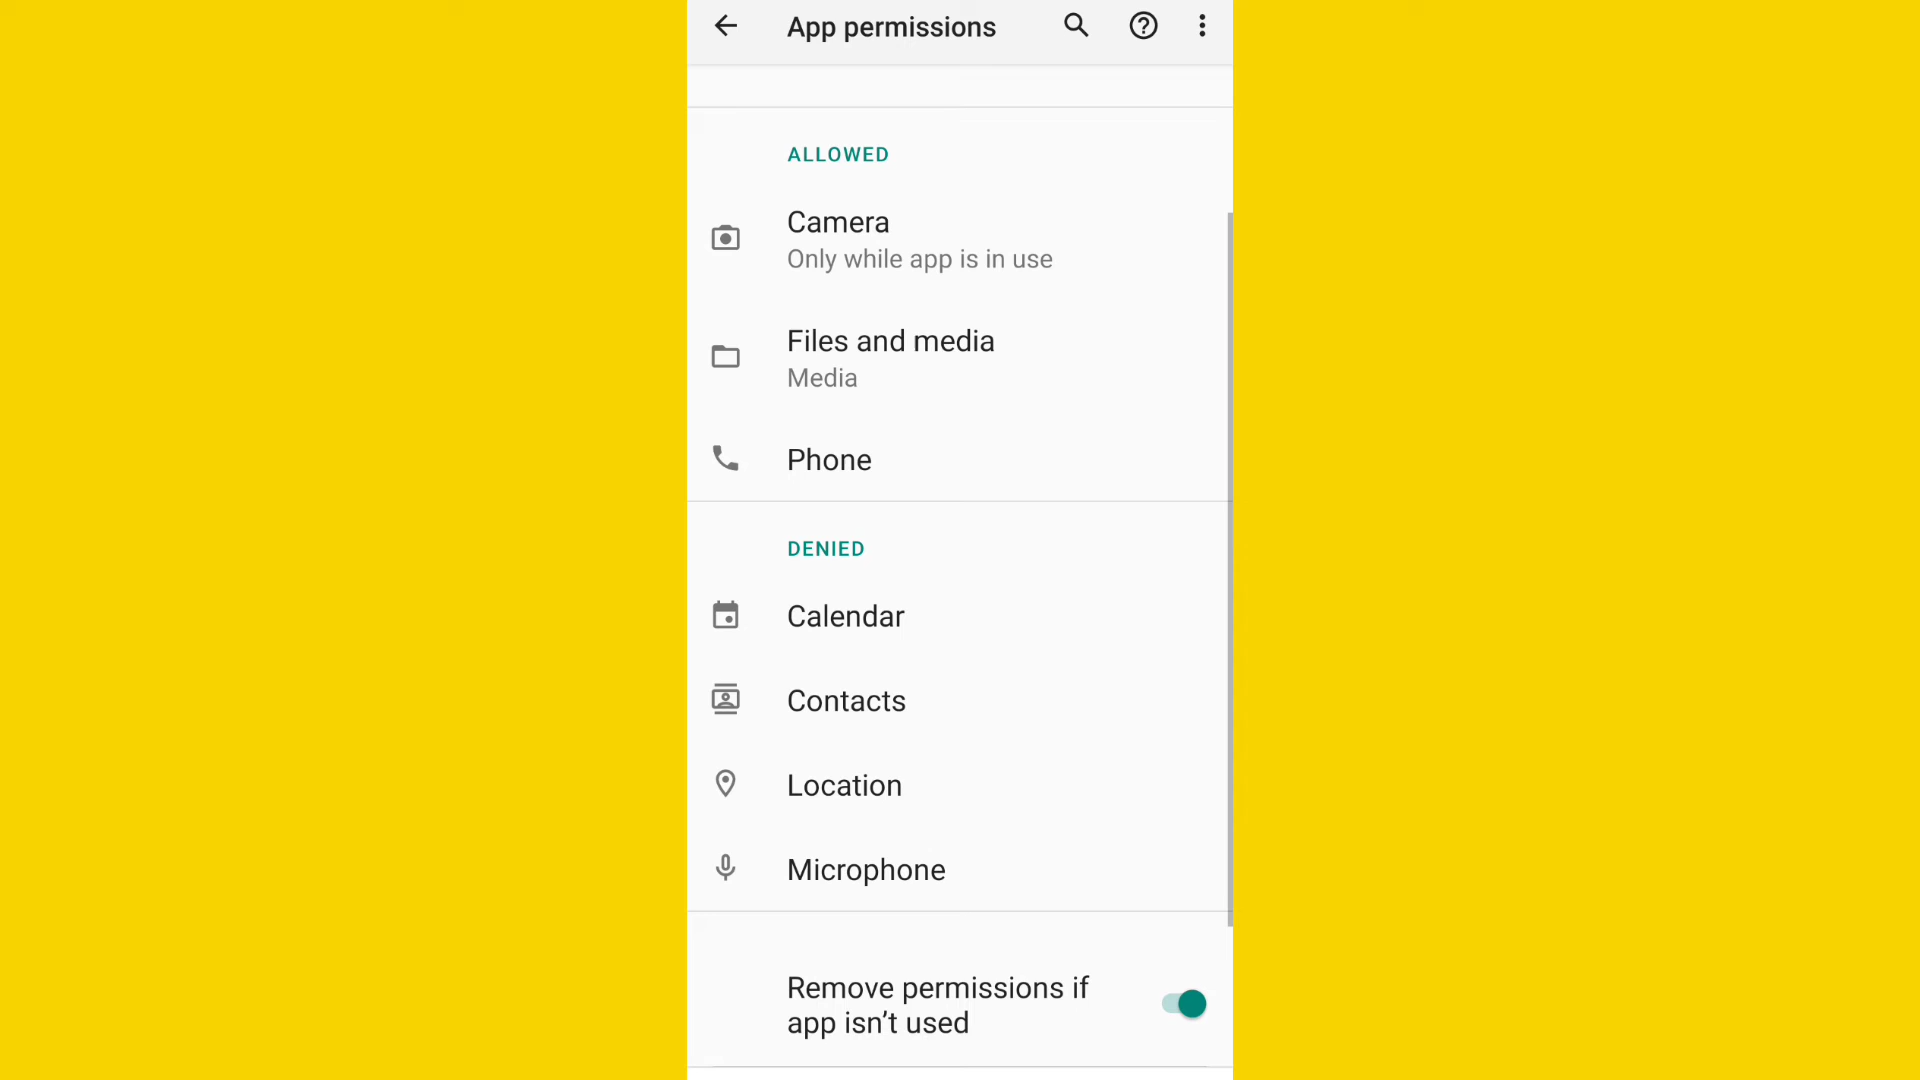 App permissions
ALLOWED
Camera
Only while app is in use
Files and media
Media
Phone
DENIED
Calendar
Contacts
Location
Microphone
Remove permissions if
app isn’t used